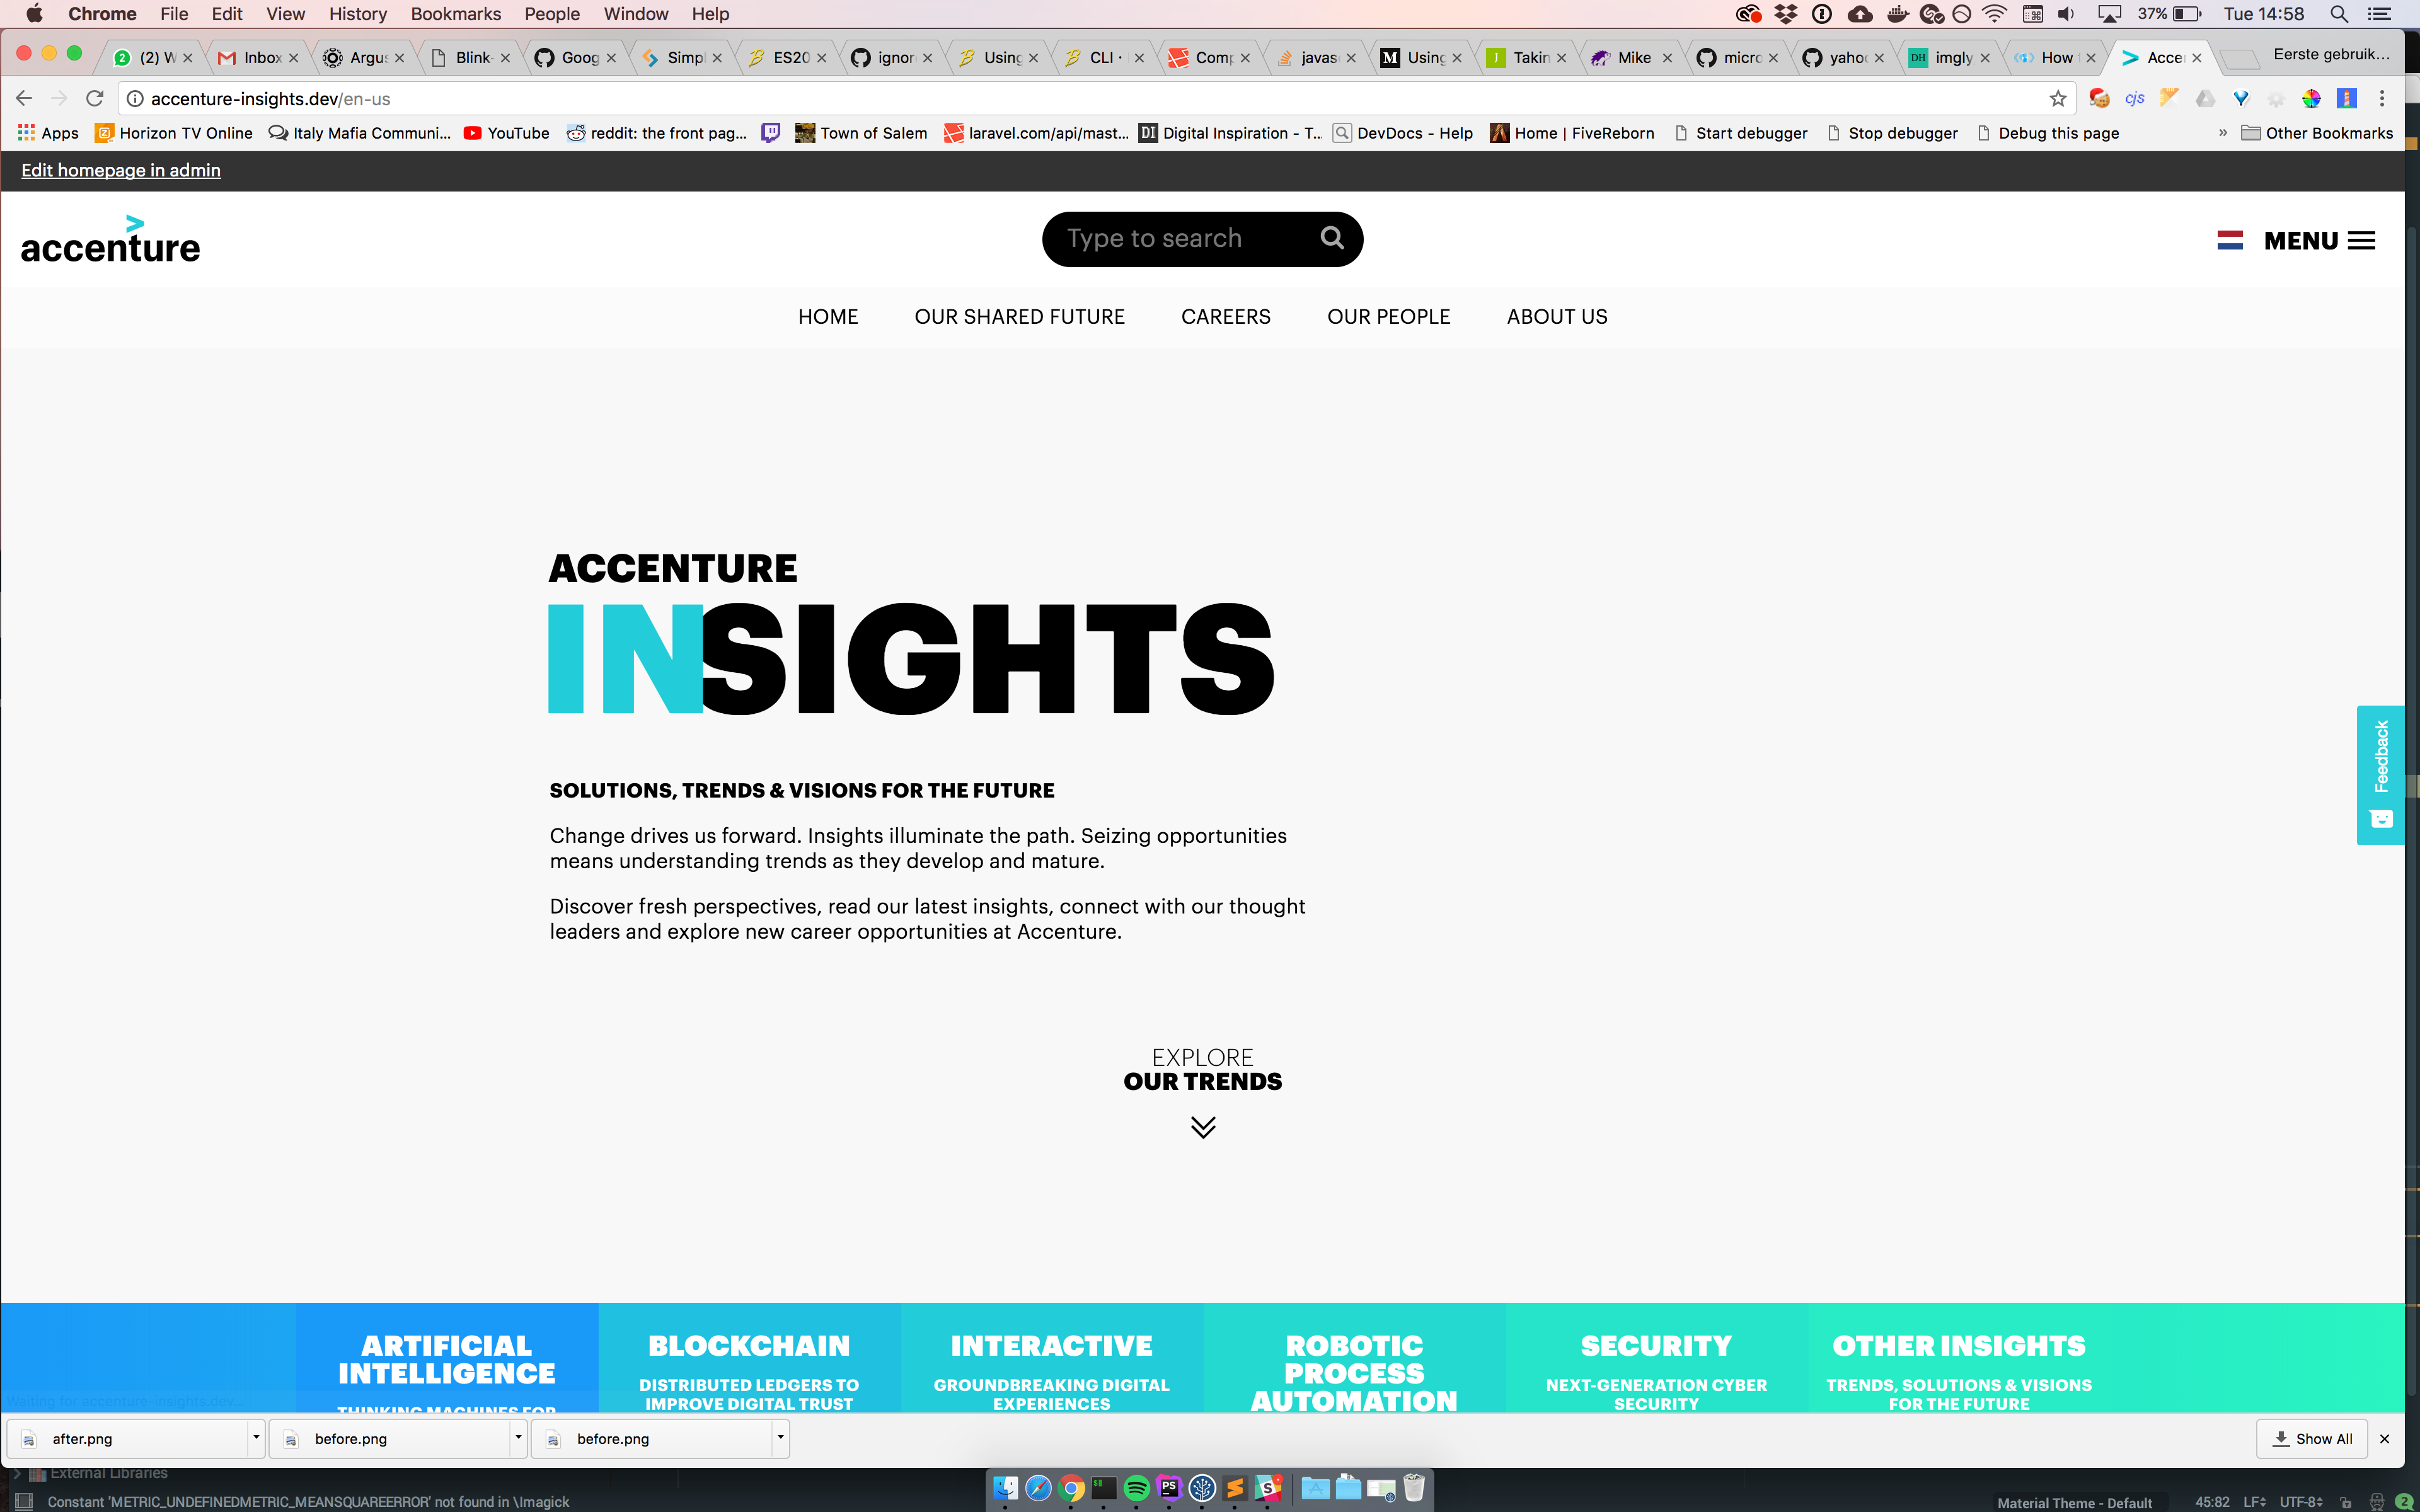 Chrome File Edit View History Bookmarks People Window Help 37% Tue 14:58
(2) W Inbox Argus Blink- Goog Simpl ES20 ignor Using CLI · Comp javas Using Takin Mike micro yaho imgly How Accer Eerste gebruik...
accenture-insights.dev/en-us
Apps Horizon TV Online Italy Mafia Communi... YouTube reddit: the front pag... Town of Salem laravel.com/api/mast... Digital Inspiration - T... DevDocs - Help Home | FiveReborn Start debugger Stop debugger Debug this page » Other Bookmarks
Edit homepage in admin
accenture
Type to search
MENU
HOME OUR SHARED FUTURE CAREERS OUR PEOPLE ABOUT US
ACCENTURE
INSIGHTS
SOLUTIONS, TRENDS & VISIONS FOR THE FUTURE
Change drives us forward. Insights illuminate the path. Seizing opportunities
means understanding trends as they develop and mature.
Discover fresh perspectives, read our latest insights, connect with our thought
leaders and explore new career opportunities at Accenture.
Feedback
EXPLORE
OUR TRENDS
ARTIFICIAL
INTELLIGENCE
THINKING MACHINES FOR
BLOCKCHAIN
DISTRIBUTED LEDGERS TO
IMPROVE DIGITAL TRUST
INTERACTIVE
GROUNDBREAKING DIGITAL
EXPERIENCES
ROBOTIC
PROCESS
AUTOMATION
SECURITY
NEXT-GENERATION CYBER
SECURITY
OTHER INSIGHTS
TRENDS, SOLUTIONS & VISIONS
FOR THE FUTURE
Waiting for accenture-insights.dev...
after.png before.png before.png Show All
External Libraries
Constant 'METRIC_UNDEFINEDMETRIC_MEANSQUAREERROR' not found in \Imagick
Material Theme - Default 45:82 LF UTF-8 2